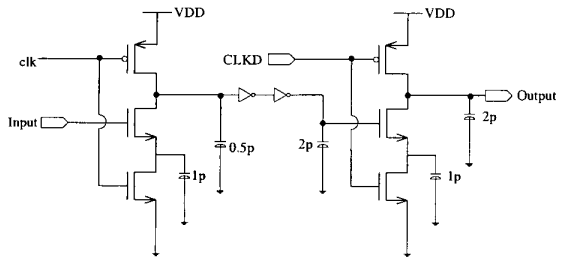 VDD
VDD
clk
CLKD
Input
Output
0.5p
2p
2p
1p
1p